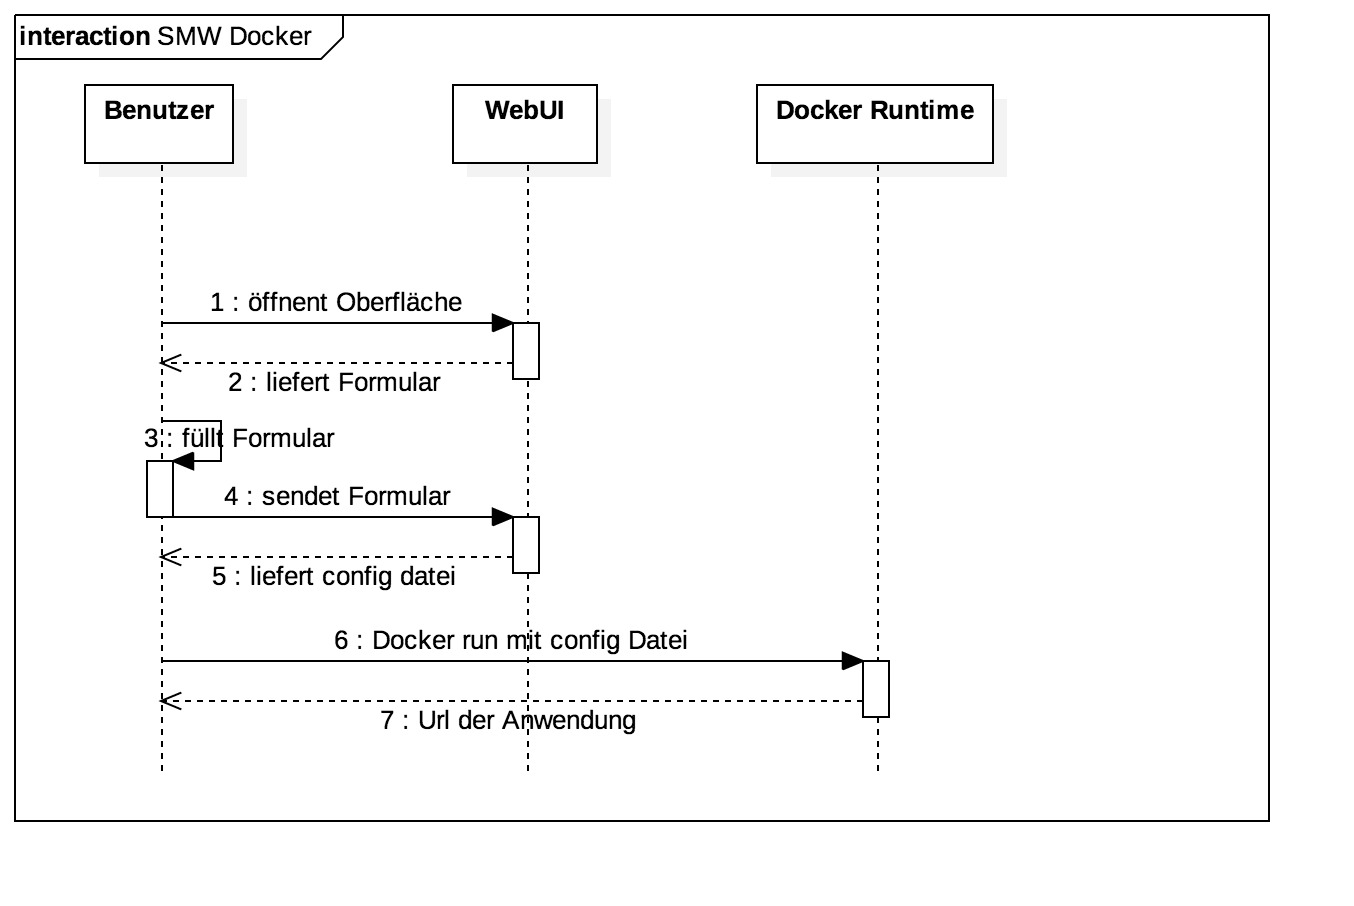 interaction SMW Docker
Benutzer
WebUI
Docker Runtime
1 : öffnent Oberfläche
2 : liefert Formular
3 : füllt Formular
4 : sendet Formular
5 : liefert config datei
6 : Docker run mit config Datei
7 : Url der Anwendung